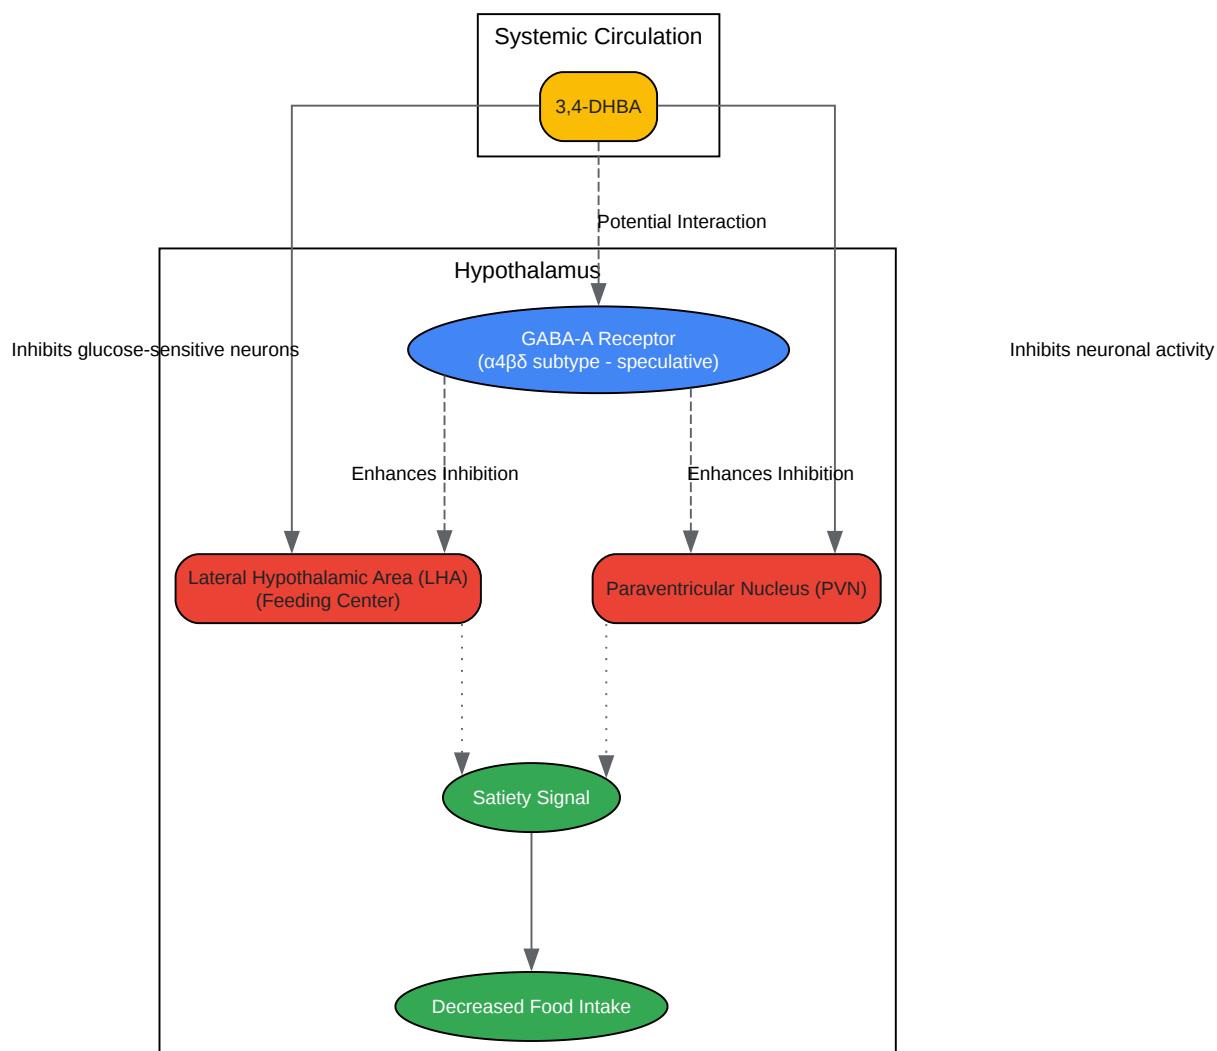 Systemic Circulation
3,4-DHBA
Potential Interaction
Hypothalamus
GABA-A Receptor
(α4βδ subtype - speculative)
Inhibits glucose-sensitive neurons
Inhibits neuronal activity
Enhances Inhibition
Enhances Inhibition
Lateral Hypothalamic Area (LHA)
(Feeding Center)
Paraventricular Nucleus (PVN)
Satiety Signal
Decreased Food Intake